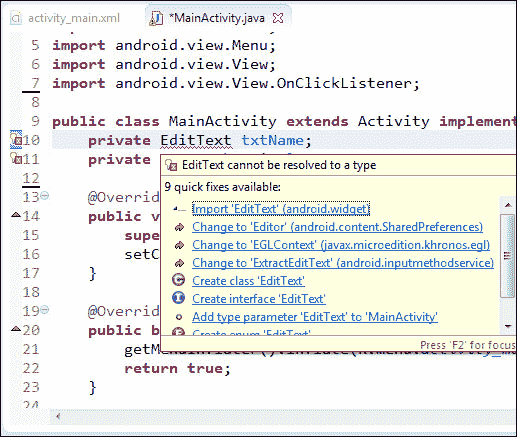 activity_main.xml *MainActivity.java
5 import android.view.Menu;
6 import android.view.View;
7 import android.view.View.OnClickListener;
8
9 public class MainActivity extends Activity implement
10 private EditText txtName;
11 private
12
13 @Overrid
14 public v
15 supe
16 setC
17 }
18
19 @Overrid
20 public b
21 getMenuInflater().inflate(R.menu.activity_ma
22 return true;
23 }
24
EditText cannot be resolved to a type
9 quick fixes available:
Import 'EditText' (android.widget)
Change to 'Editor' (android.content.SharedPreferences)
Change to 'EGLContext' (javax.microedition.khronos.egl)
Change to 'ExtractEditText' (android.inputmethodservice)
Create class 'EditText'
Create interface 'EditText'
Add type parameter 'EditText' to 'MainActivity'
Create enum 'EditText'
Press 'F2' for focus